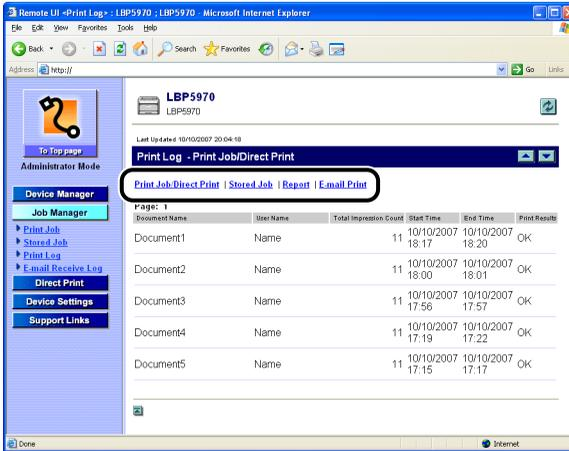 Remote UI <Print Log> : LBP5970 ; LBP5970 - Microsoft Internet Explorer
File Edit View Favorites Tools Help
Back Search Favorites
Address http:// Go Links
To Top page
Administrator Mode
Device Manager
Job Manager
Print Job
Stored Job
Print Log
E-mail Receive Log
Direct Print
Device Settings
Support Links
LBP5970
LBP5970
Last Updated 10/10/2007 20:04:18
Print Log - Print Job/Direct Print
Print Job/Direct Print | Stored Job | Report | E-mail Print
Page: 1
Document Name User Name Total Impression Count Start Time End Time Print Results
Document1 Name 11 10/10/2007 18:17 10/10/2007 18:20 OK
Document2 Name 11 10/10/2007 18:00 10/10/2007 18:01 OK
Document3 Name 11 10/10/2007 17:56 10/10/2007 17:57 OK
Document4 Name 11 10/10/2007 17:19 10/10/2007 17:22 OK
Document5 Name 11 10/10/2007 17:15 10/10/2007 17:17 OK
Done Internet